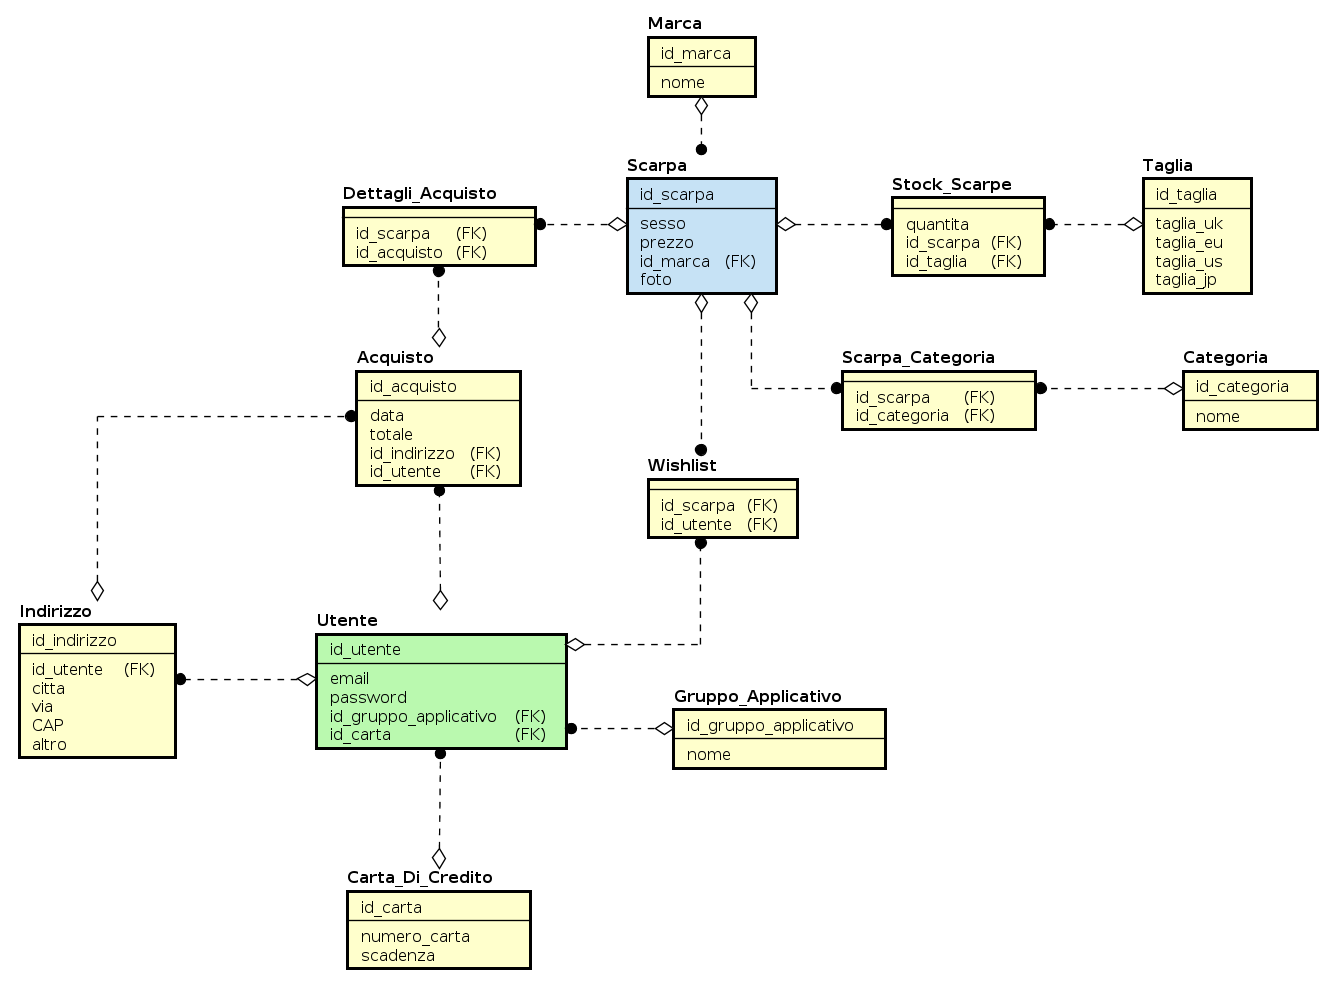 Marca
id_marca
nome
Scarpa
id_scarpa
sesso
prezzo
id_marca (FK)
foto
Dettagli_Acquisto
id_scarpa (FK)
id_acquisto (FK)
Stock_Scarpe
quantita
id_scarpa (FK)
id_taglia (FK)
Taglia
id_taglia
taglia_uk
taglia_eu
taglia_us
taglia_jp
Acquisto
id_acquisto
data
totale
id_indirizzo (FK)
id_utente (FK)
Scarpa_Categoria
id_scarpa (FK)
id_categoria (FK)
Categoria
id_categoria
nome
Wishlist
id_scarpa (FK)
id_utente (FK)
Indirizzo
id_indirizzo
id_utente (FK)
citta
via
CAP
altro
Utente
id_utente
email
password
id_gruppo_applicativo (FK)
id_carta (FK)
Gruppo_Applicativo
id_gruppo_applicativo
nome
Carta_Di_Credito
id_carta
numero_carta
scadenza